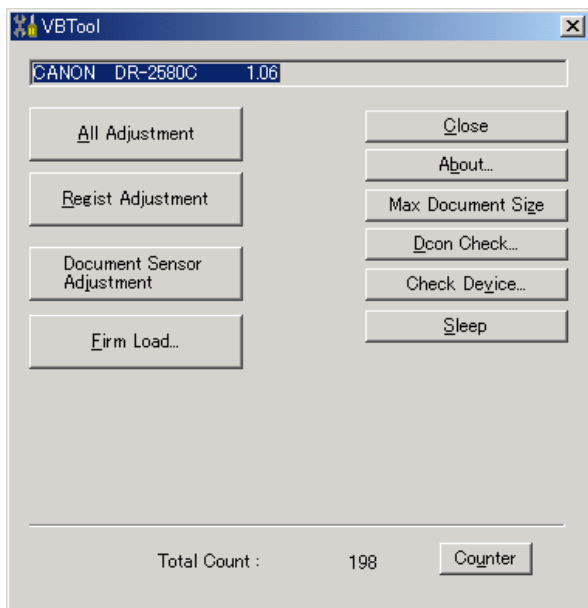 VBTool
CANON DR-2580C 1.06
All Adjustment
Regist Adjustment
Document Sensor
Adjustment
Firm Load...
Close
About...
Max Document Size
Dcon Check...
Check Device...
Sleep
Total Count : 198 Counter